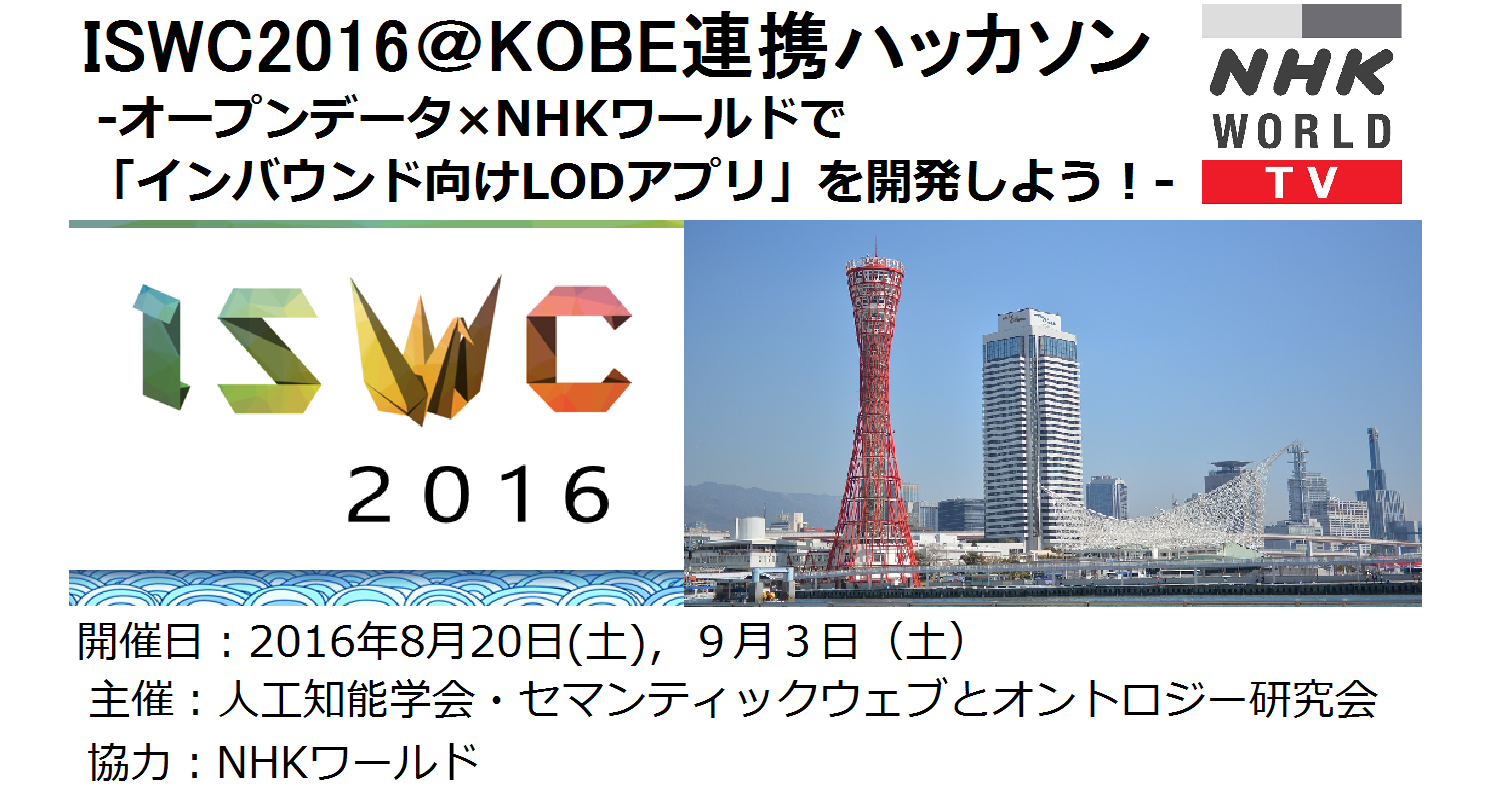 ISWC2016＠KOBE連携ハッカソン
-オープンデータ×NHKワールドで
「インバウンド向けLODアプリ」を開発しよう！-
NHK
WORLD
TV
ISWC
2016
開催日：2016年8月20日(土)，９月３日（土）
主催：人工知能学会・セマンティックウェブとオントロジー研究会
協力：NHKワールド